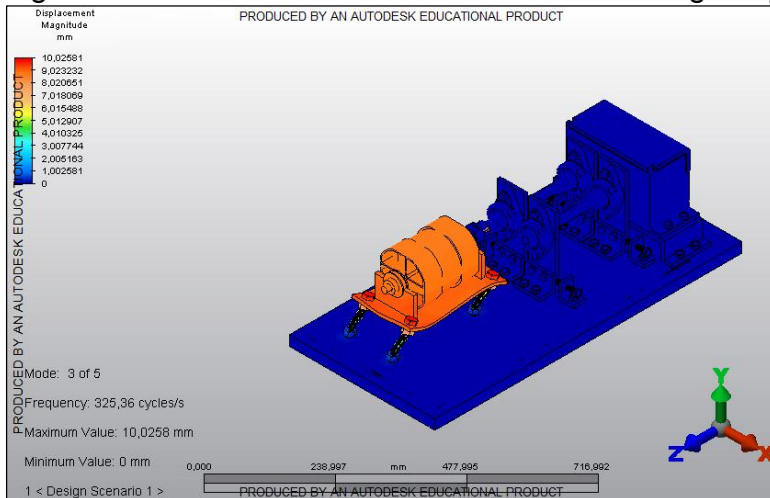 Displacement
Magnitude
mm
PRODUCED BY AN AUTODESK EDUCATIONAL PRODUCT
10,02581
9,023232
8,020651
7,018069
6,015488
5,012907
4,010325
3,007744
2,005163
1,002581
0
PRODUCED BY AN AUTODESK EDUCATIONAL PRODUCT
Mode: 3 of 5
Frequency: 325,36 cycles/s
Maximum Value: 10,0258 mm
Minimum Value: 0 mm
1 < Design Scenario 1 >
0,000 238,997 mm 477,995 716,992
PRODUCED BY AN AUTODESK EDUCATIONAL PRODUCT
Y
Z
X